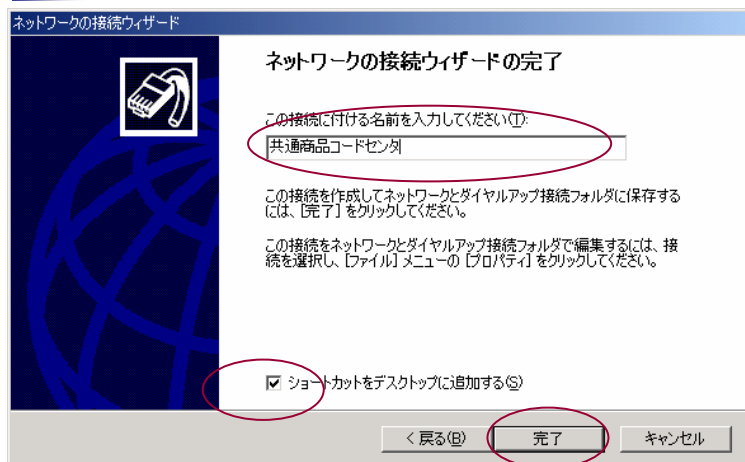 ネットワークの接続ウィザード
ネットワークの接続ウィザードの完了
この接続に付ける名前を入力してください(T):
共通商品コードセンタ
この接続を作成してネットワークとダイヤルアップ接続フォルダに保存する
には、[完了] をクリックしてください。
この接続をネットワークとダイヤルアップ接続フォルダで編集するには、接
続を選択し、[ファイル] メニューの [プロパティ] をクリックしてください。
ショートカットをデスクトップに追加する(S)
< 戻る(B)
完了
キャンセル